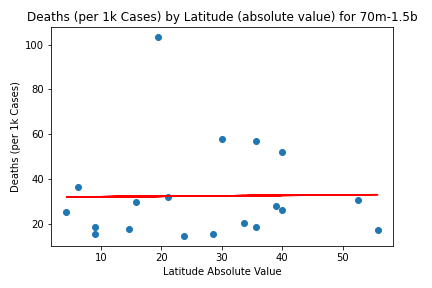 Deaths (per 1k Cases) by Latitude (absolute value) for 70m-1.5b
Deaths (per 1k Cases)
100
80
60
40
20
10 20 30 40 50
Latitude Absolute Value